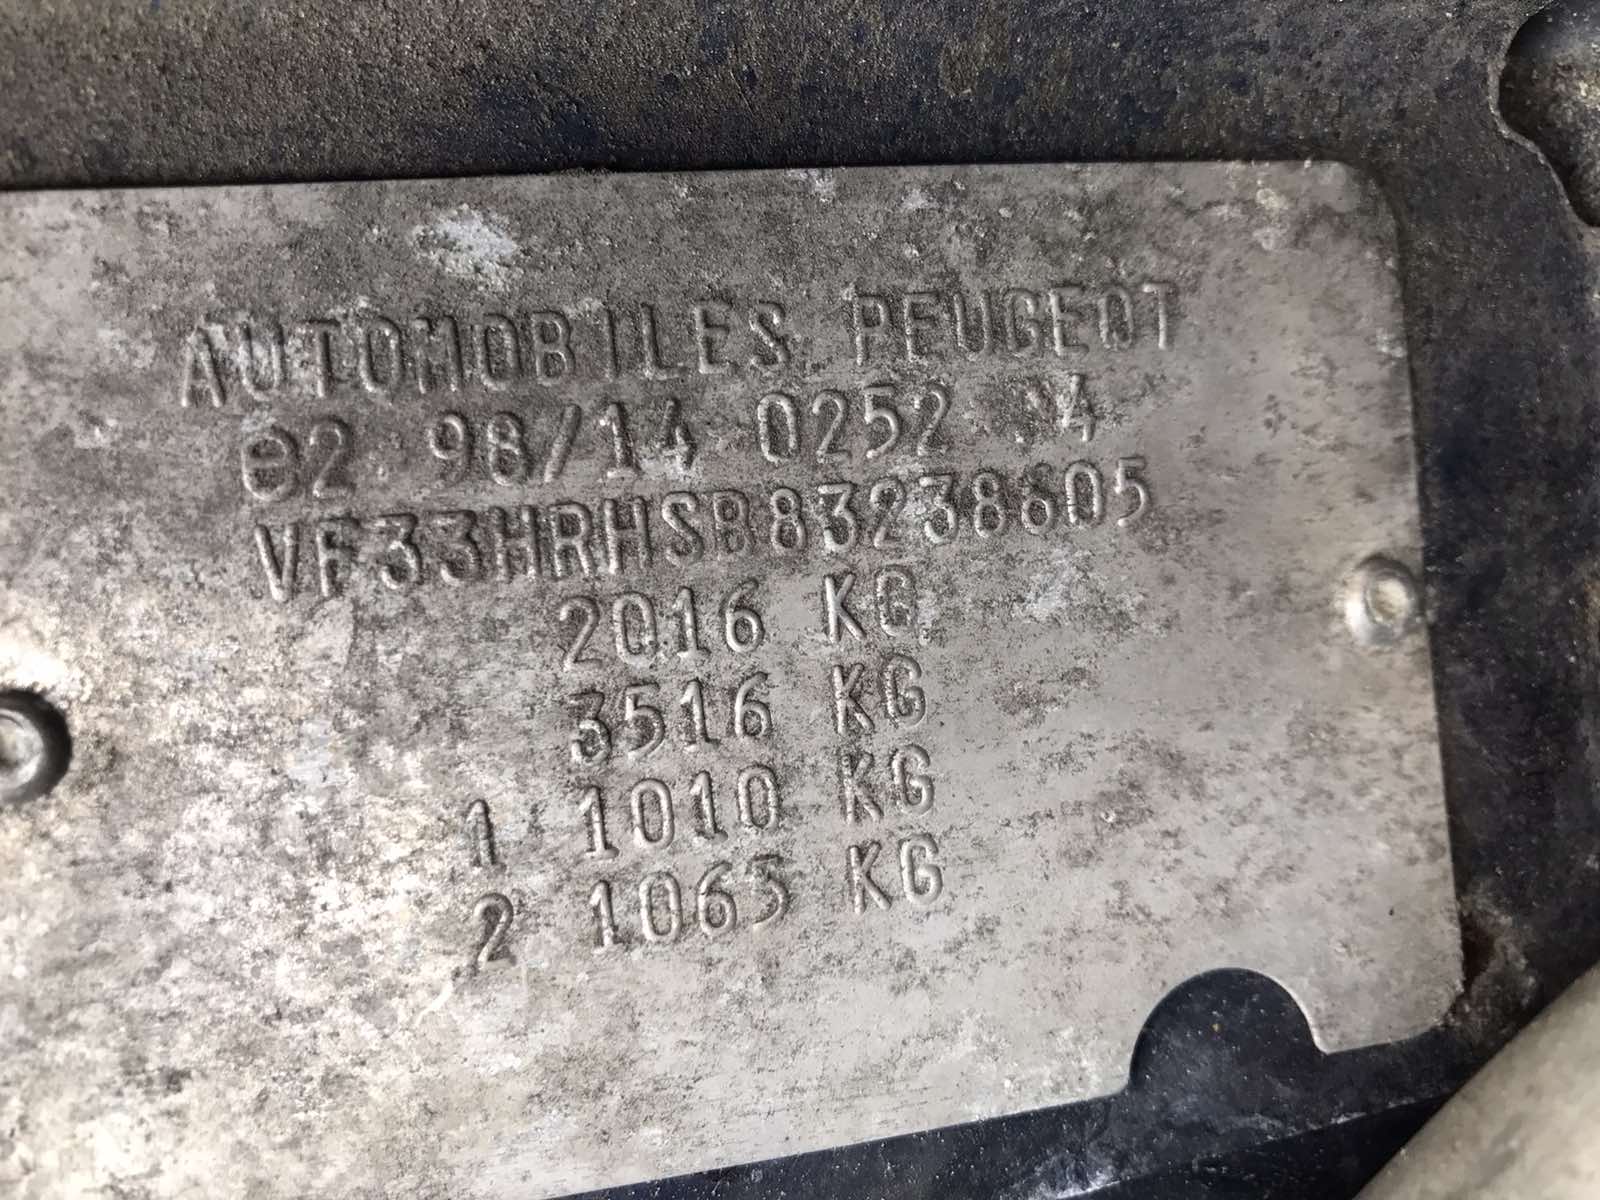 AUTOMOBILES PEUGEOT
e2 98/14 0252
VF33HRHSB83238605
2016 KG
3516 KG
1 1010 KG
2 1065 KG